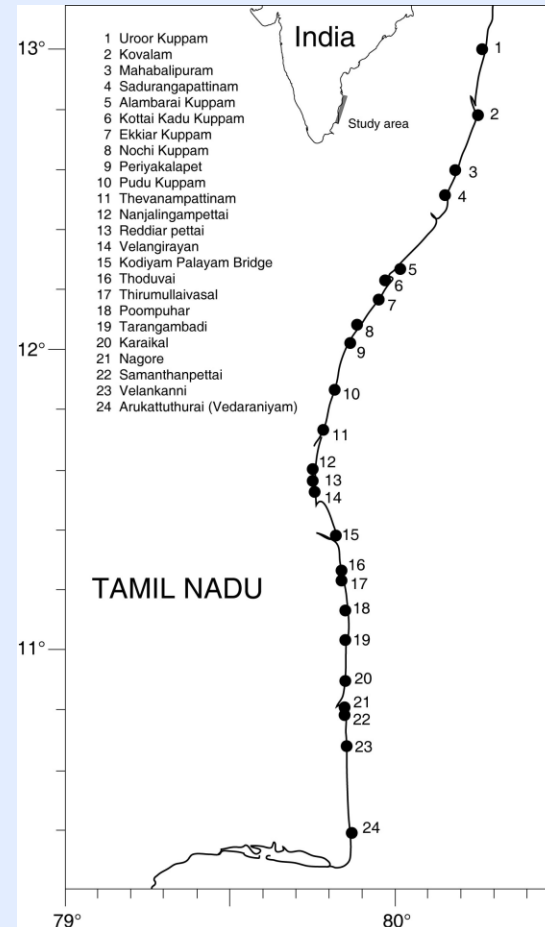 13°
India
1 Uroor Kuppam
2 Kovalam
3 Mahabalipuram
4 Sadurangapattinam
5 Alambarai Kuppam
6 Kottai Kadu Kuppam
7 Ekkiar Kuppam
8 Nochi Kuppam
9 Periyakalapet
10 Pudu Kuppam
11 Thevanampattinam
12 Nanjalingampettai
13 Reddiar pettai
14 Velangirayan
15 Kodiyam Palayam Bridge
16 Thoduvai
17 Thirumullaivasal
18 Poompuhar
19 Tarangambadi
20 Karaikal
21 Nagore
22 Samanthanpettai
23 Velankanni
24 Arukattuthurai (Vedaraniyam)
Study area
1
2
3
4
5
6
7
8
12°
9
10
11
12
13
14
15
16
TAMIL NADU
17
18
11°
19
20
21
22
23
24
79°
80°